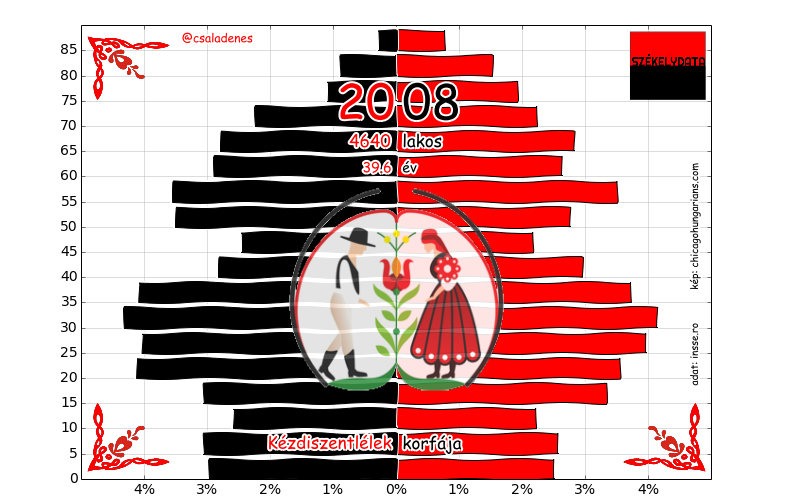 @csaladenes
SZÉKELYDATA
2008
4640 lakos
39.6 év
kép: chicagohungarians.com
adat: insse.ro
Kézdiszentlélek korfája
85
80
75
70
65
60
55
50
45
40
35
30
25
20
15
10
5
0
4% 3% 2% 1% 0% 1% 2% 3% 4%